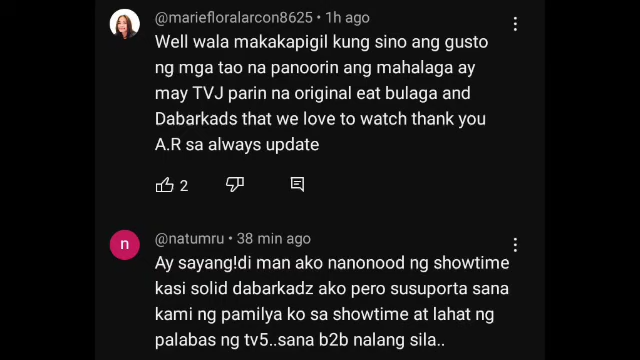 @mariefloralarcon8625 • 1h ago
Well wala makakapigil kung sino ang gusto
ng mga tao na panoorin ang mahalaga ay
may TVJ parin na original eat bulaga and
Dabarkads that we love to watch thank you
A.R sa always update
2
n
@natumru • 38 min ago
Ay sayang!di man ako nanonood ng showtime
kasi solid dabarkadz ako pero susuporta sana
kami ng pamilya ko sa showtime at lahat ng
palabas ng tv5..sana b2b nalang sila..